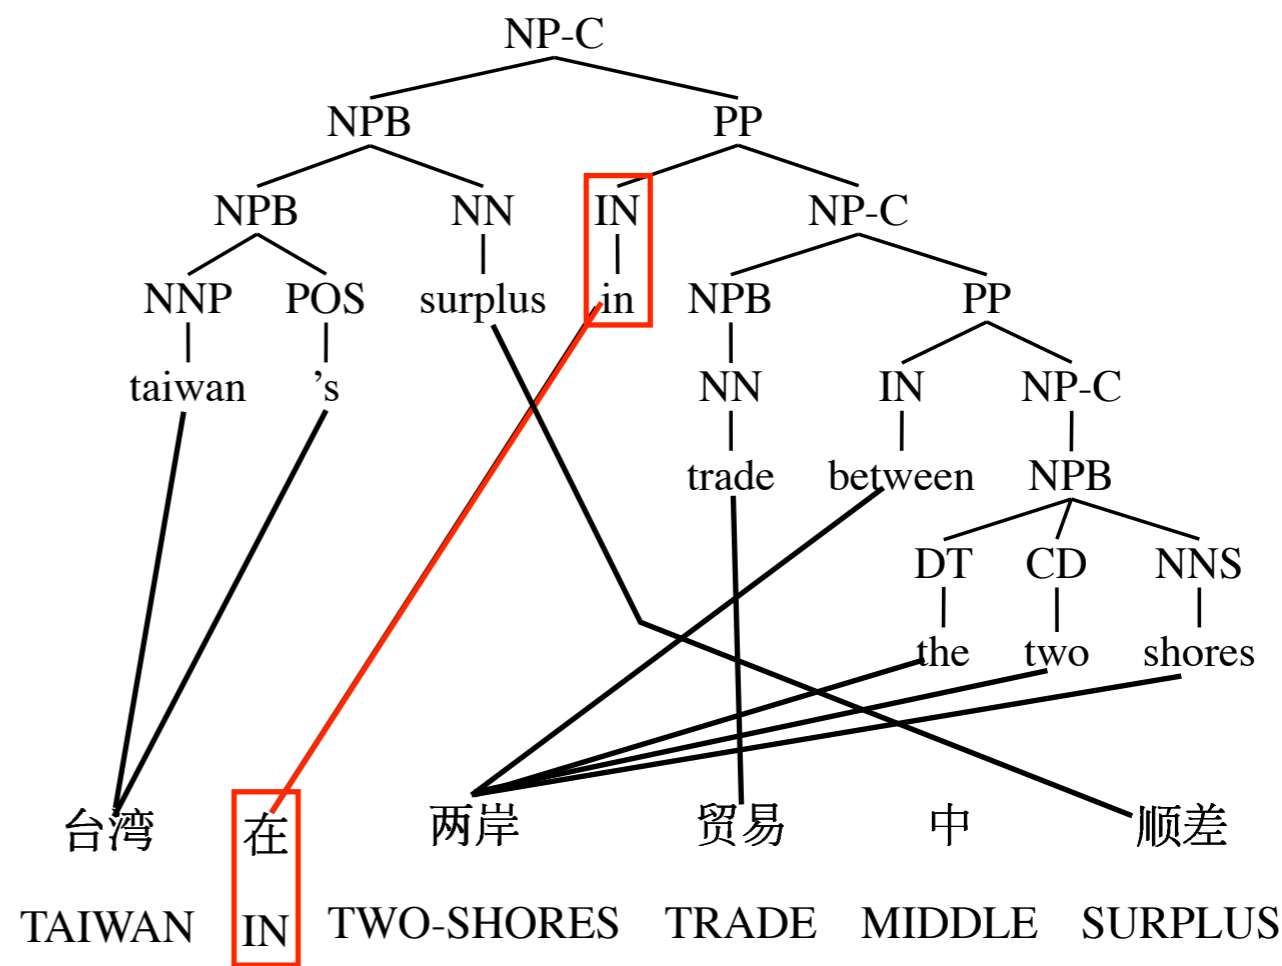 NP-C
NPB PP
NPB NN IN NP-C
NNP POS surplus in NPB PP
taiwan ’s NN IN NP-C
trade between NPB
DT CD NNS
the two shores
台湾 在 两岸 贸易 中 顺差
TAIWAN IN TWO-SHORES TRADE MIDDLE SURPLUS